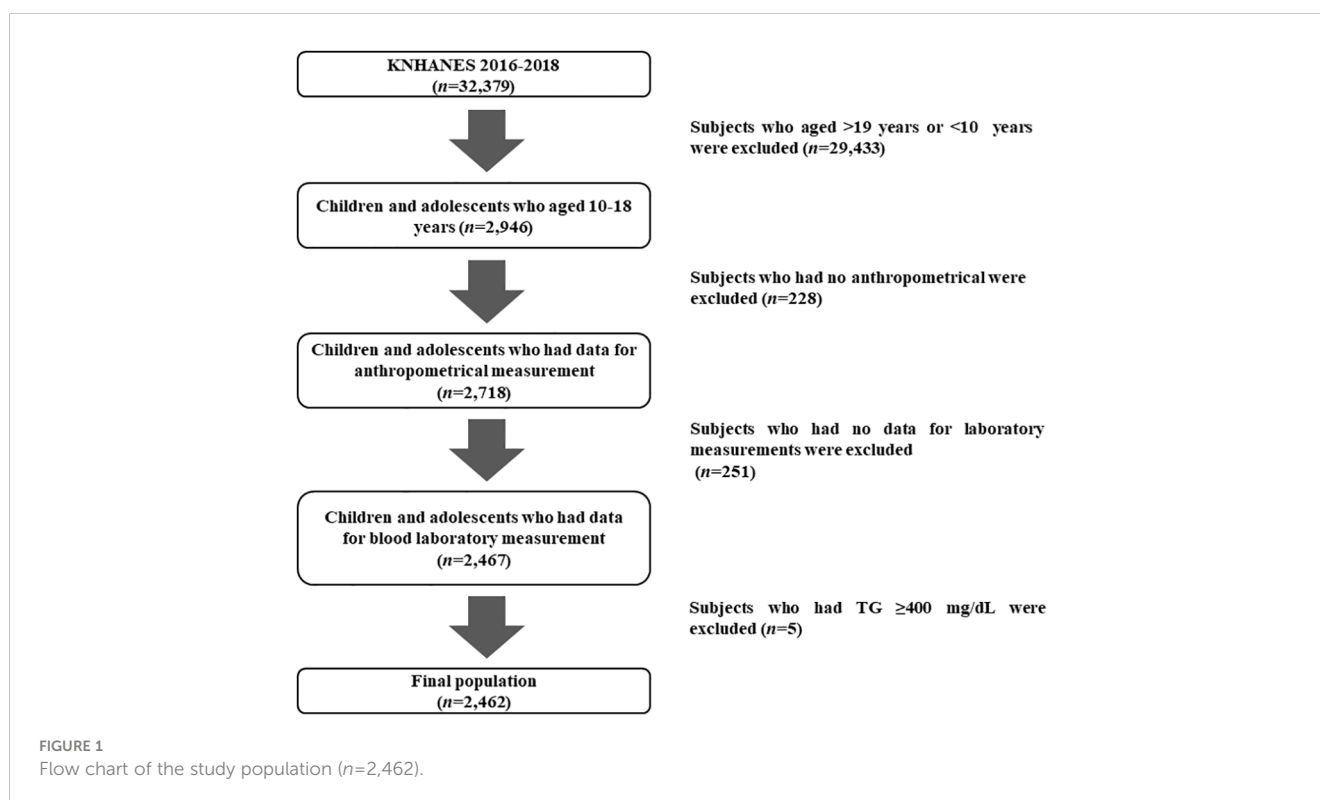 KNHANES 2016-2018
(n=32,379)
Subjects who aged >19 years or <10 years
were excluded (n=29,433)
Children and adolescents who aged 10-18
years (n=2,946)
Subjects who had no anthropometrical were
excluded (n=228)
Children and adolescents who had data for
anthropometrical measurement
(n=2,718)
Subjects who had no data for laboratory
measurements were excluded
(n=251)
Children and adolescents who had data
for blood laboratory measurement
(n=2,467)
Subjects who had TG ≥400 mg/dL were
excluded (n=5)
Final population
(n=2,462)
FIGURE 1
Flow chart of the study population (n=2,462).